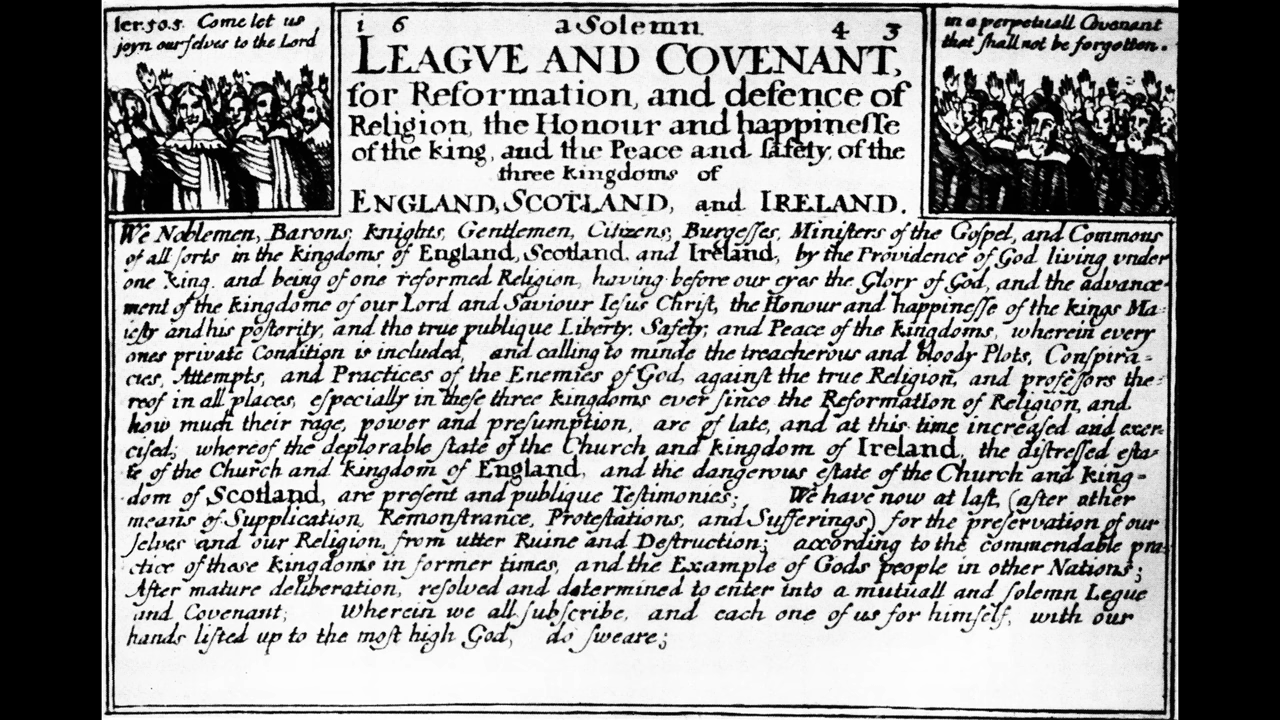 Ier.50.5. Come let us
joyn ourselves to the Lord
1 6 a Solemn 4 3
LEAGVE AND COVENANT,
for Reformation, and defence of
Religion, the Honour and happinesse
of the king, and the Peace and safety, of the
three kingdoms of
ENGLAND, SCOTLAND, and IRELAND.
in a perpetuall Covenant
that shall not be forgotten.
We Noblemen, Barons, Knights, Gentlemen, Citizens, Burgesses, Ministers of the Gospel, and Commons
of all sorts in the kingdoms of England, Scotland, and Ireland, by the Providence of God living vnder
one King, and being of one reformed Religion, having before our eyes the Glory of God, and the advance-
ment of the kingdome of our Lord and Saviour Iesus Christ, the Honour and happinesse of the kings Ma-
iesty and his posterity, and the true publique Liberty, Safety, and Peace of the kingdoms, wherein every
ones private Condition is included, and calling to minde the treacherous and bloody Plots, Conspira-
cies, Attempts, and Practices of the Enemies of God, against the true Religion, and professors the-
reof in all places, especially in these three kingdoms ever since the Reformation of Religion, and
how much their rage, power and presumption, are of late, and at this time increased and exer-
cised; whereof the deplorable state of the Church and kingdom of Ireland, the distressed esta-
te of the Church and kingdom of England, and the dangerous estate of the Church and king-
dom of Scotland, are present and publique Testimonies; We have now at last, (after other
means of Supplication, Remonstrance, Protestations, and Sufferings) for the preservation of our
selves and our Religion, from utter Ruine and Destruction; according to the commendable pra-
ctice of these kingdoms in former times, and the Example of Gods people in other Nations;
After mature deliberation, resolved and determined to enter into a mutuall and solemn Legue
and Covenant; Wherein we all subscribe, and each one of us for himself, with our
hands listed up to the most high God, do sweare;